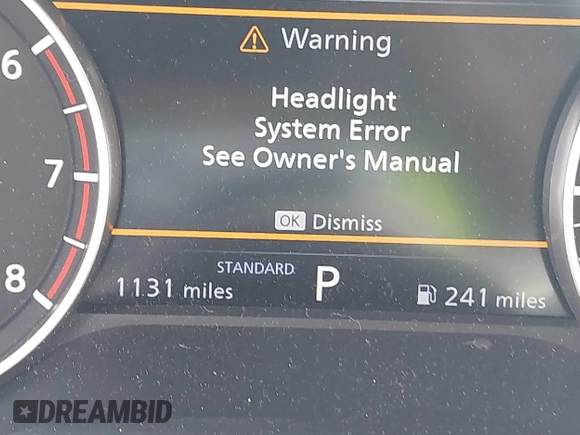 Warning
Headlight
System Error
See Owner's Manual
OK Dismiss
6
7
8
STANDARD
1131 miles
P
241 miles
DREAMBID